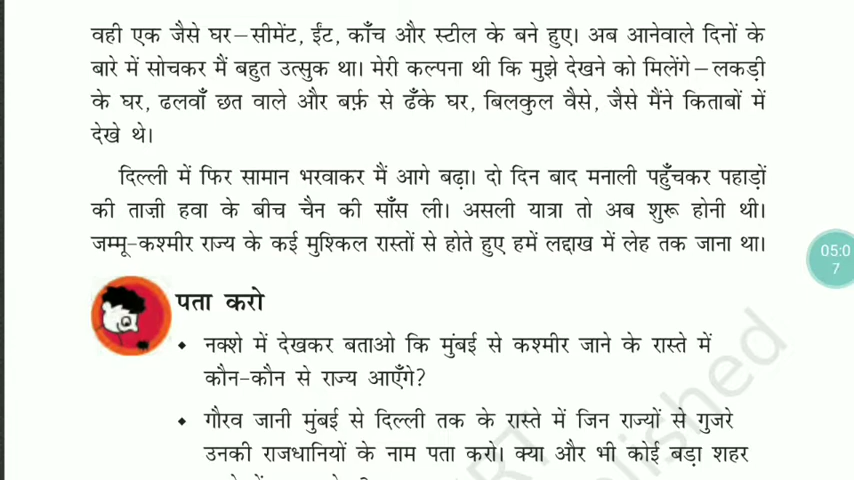 वही एक जैसे घर – सीमेंट, ईंट, काँच और स्टील के बने हुए। अब आनेवाले दिनों के
बारे में सोचकर मैं बहुत उत्सुक था। मेरी कल्पना थी कि मुझे देखने को मिलेंगे – लकड़ी
के घर, ढलवाँ छत वाले और बर्फ़ से ढँके घर, बिलकुल वैसे, जैसे मैंने किताबों में
देखे थे।
दिल्ली में फिर सामान भरवाकर मैं आगे बढ़ा। दो दिन बाद मनाली पहुँचकर पहाड़ों
की ताज़ी हवा के बीच चैन की साँस ली। असली यात्रा तो अब शुरू होनी थी।
जम्मू-कश्मीर राज्य के कई मुश्किल रास्तों से होते हुए हमें लद्दाख में लेह तक जाना था।
05:0
7
पता करो
• नक्शे में देखकर बताओ कि मुंबई से कश्मीर जाने के रास्ते में
कौन-कौन से राज्य आएँगे?
• गौरव जानी मुंबई से दिल्ली तक के रास्ते में जिन राज्यों से गुजरे
उनकी राजधानियों के नाम पता करो। क्या और भी कोई बड़ा शहर